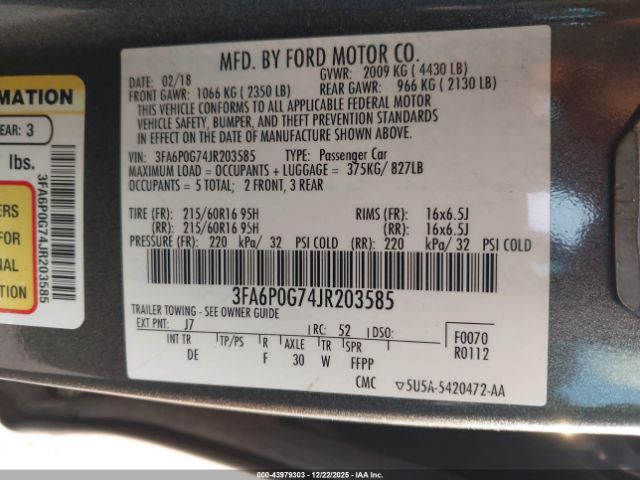 MFD. BY FORD MOTOR CO.
DATE: 02/18
GVWR: 2009 KG ( 4430 LB)
FRONT GAWR: 1066 KG ( 2350 LB)
REAR GAWR: 966 KG ( 2130 LB)
THIS VEHICLE CONFORMS TO ALL APPLICABLE FEDERAL MOTOR
VEHICLE SAFETY, BUMPER, AND THEFT PREVENTION STANDARDS
IN EFFECT ON THE DATE OF MANUFACTURE SHOWN ABOVE.
VIN: 3FA6P0G74JR203585 TYPE: Passenger Car
MAXIMUM LOAD = OCCUPANTS + LUGGAGE = 375KG/ 827LB
OCCUPANTS = 5 TOTAL; 2 FRONT, 3 REAR
TIRE (FR): 215/60R16 95H RIMS (FR): 16x6.5J
(RR): 215/60R16 95H (RR): 16x6.5J
PRESSURE (FR): 220 kPa/ 32 PSI COLD (RR): 220 kPa/ 32 PSI COLD
3FA6P0G74JR203585
TRAILER TOWING - SEE OWNER GUIDE
EXT PNT: J7 RC: 52 DSO: F0070
INT TR TP/PS R AXLE TR SPR R0112
DE F 30 W FFPP
CMC 5U5A-5420472-AA
RMATION
EAR: 3
lbs.
ERS
FOR
NAL
ON
3FA6P0G74JR203585
000-43979303 - 12/22/2025 - IAA Inc.